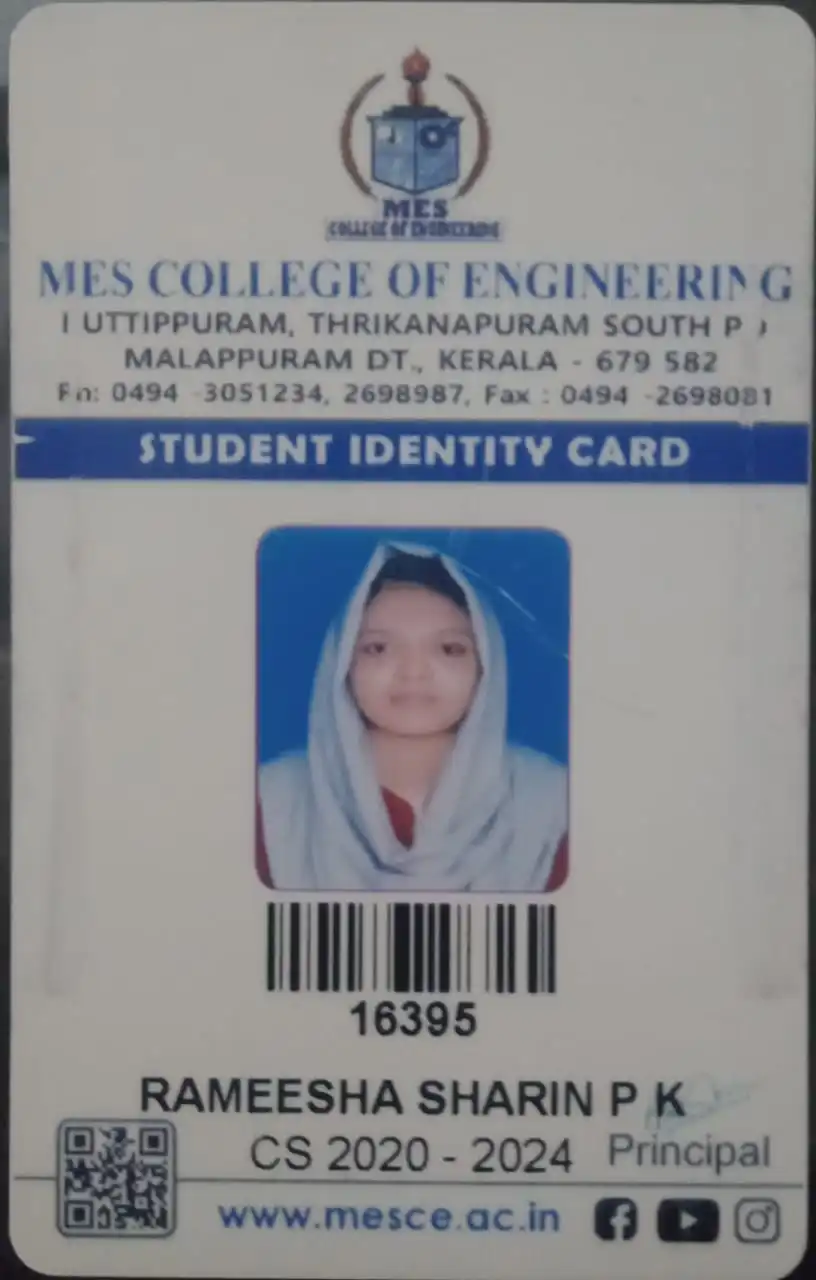 MES
COLLEGE OF ENGINEERING
MES COLLEGE OF ENGINEERING
UTTIPPURAM, THRIKANAPURAM SOUTH P
MALAPPURAM DT., KERALA - 679 582
Ph: 0494 -3051234, 2698987, Fax : 0494 -2698081
STUDENT IDENTITY CARD
16395
RAMEESHA SHARIN P K
CS 2020 - 2024
Principal
www.mesce.ac.in